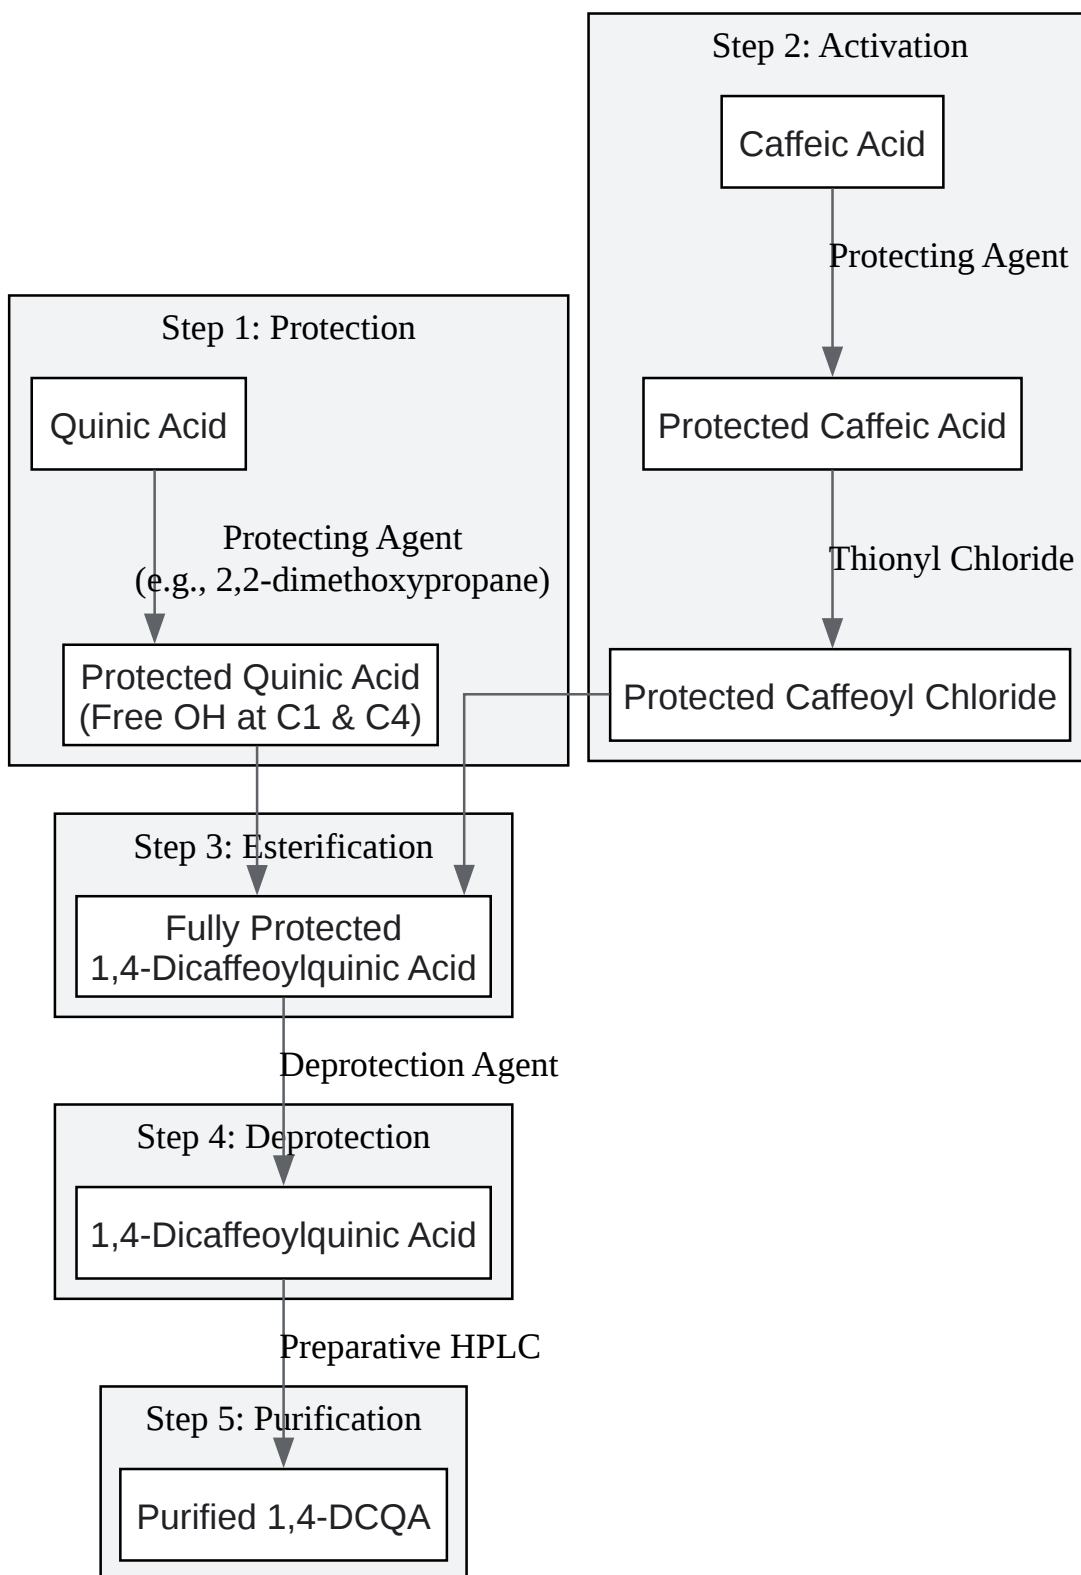 Step 2: Activation
Caffeic Acid
Protecting Agent
Protected Caffeic Acid
Thionyl Chloride
Protected Caffeoyl Chloride
Step 1: Protection
Quinic Acid
Protecting Agent
(e.g., 2,2-dimethoxypropane)
Protected Quinic Acid
(Free OH at C1 & C4)
Step 3: Esterification
Fully Protected
1,4-Dicaffeoylquinic Acid
Deprotection Agent
Step 4: Deprotection
1,4-Dicaffeoylquinic Acid
Preparative HPLC
Step 5: Purification
Purified 1,4-DCQA